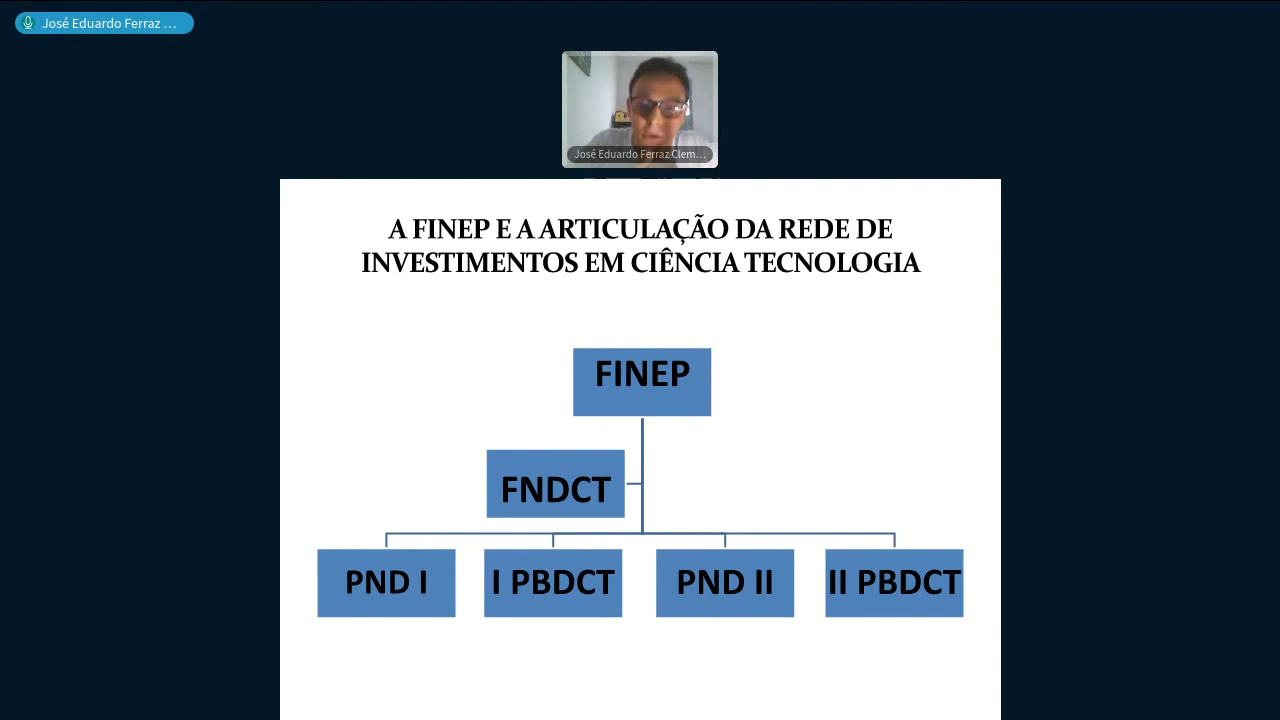 José Eduardo Ferraz ...
José Eduardo Ferraz Clem...
A FINEP E A ARTICULAÇÃO DA REDE DE
INVESTIMENTOS EM CIÊNCIA TECNOLOGIA
FINEP
FNDCT
PND I
I PBDCT
PND II
II PBDCT